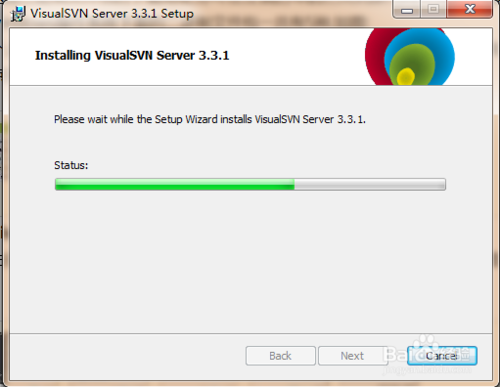 VisualSVN Server 3.3.1 Setup
Installing VisualSVN Server 3.3.1
Please wait while the Setup Wizard installs VisualSVN Server 3.3.1.
Status:
Back
Next
Cancel